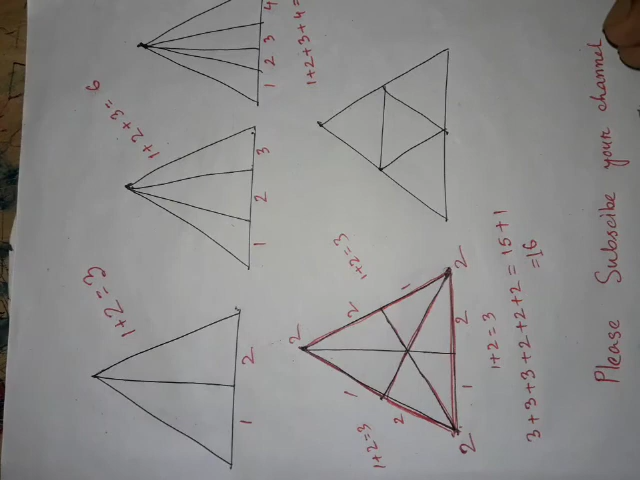 1+2=3
1 2
1+2+3= 6
1 2 3
1+2+3+4=
1 2 3 4
2
1 2
1+2=3
1+2=3
2 1
2 1 2 2
1+2=3
3+3+3+2+2+2 = 15+1
=16
Please Subscibe your channel